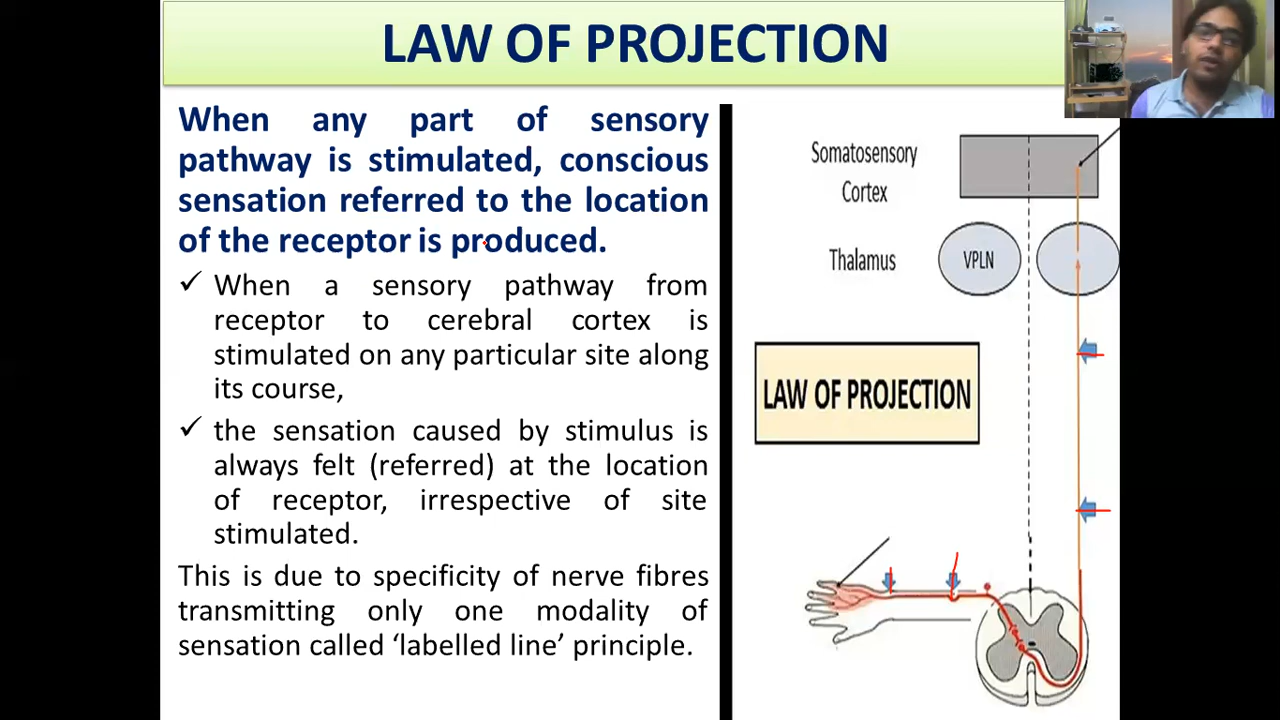 LAW OF PROJECTION
When any part of sensory
pathway is stimulated, conscious
sensation referred to the location
of the receptor is produced.
✓ When a sensory pathway from
receptor to cerebral cortex is
stimulated on any particular site along
its course,
✓ the sensation caused by stimulus is
always felt (referred) at the location
of receptor, irrespective of site
stimulated.
This is due to specificity of nerve fibres
transmitting only one modality of
sensation called ‘labelled line’ principle.
Somatosensory
Cortex
Thalamus
VPLN
LAW OF PROJECTION